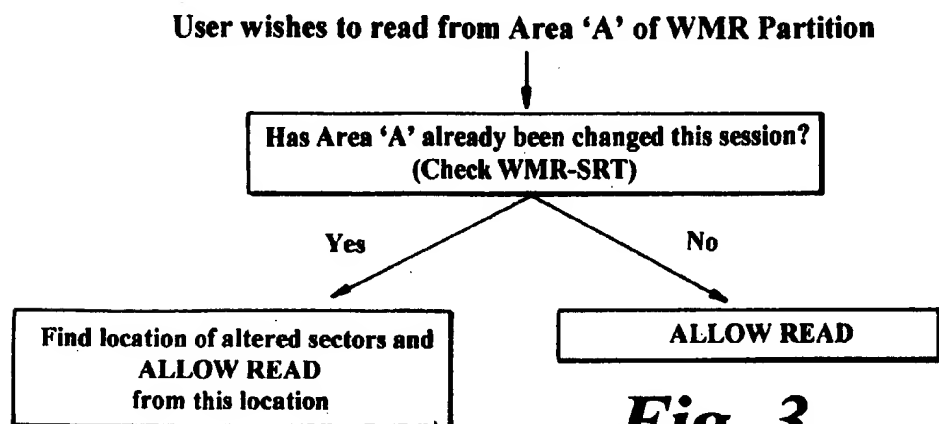 User wishes to read from Area ‘A’ of WMR Partition
Has Area ‘A’ already been changed this session?
(Check WMR-SRT)
Yes
No
Find location of altered sectors and
ALLOW READ
from this location
ALLOW READ
Fig. 3